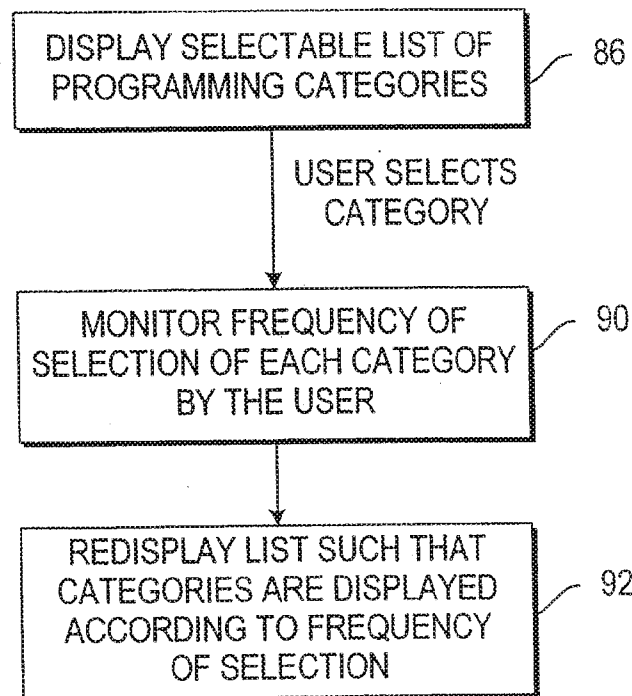 DISPLAY SELECTABLE LIST OF
PROGRAMMING CATEGORIES
86
USER SELECTS
CATEGORY
MONITOR FREQUENCY OF
SELECTION OF EACH CATEGORY
BY THE USER
90
REDISPLAY LIST SUCH THAT
CATEGORIES ARE DISPLAYED
ACCORDING TO FREQUENCY
OF SELECTION
92